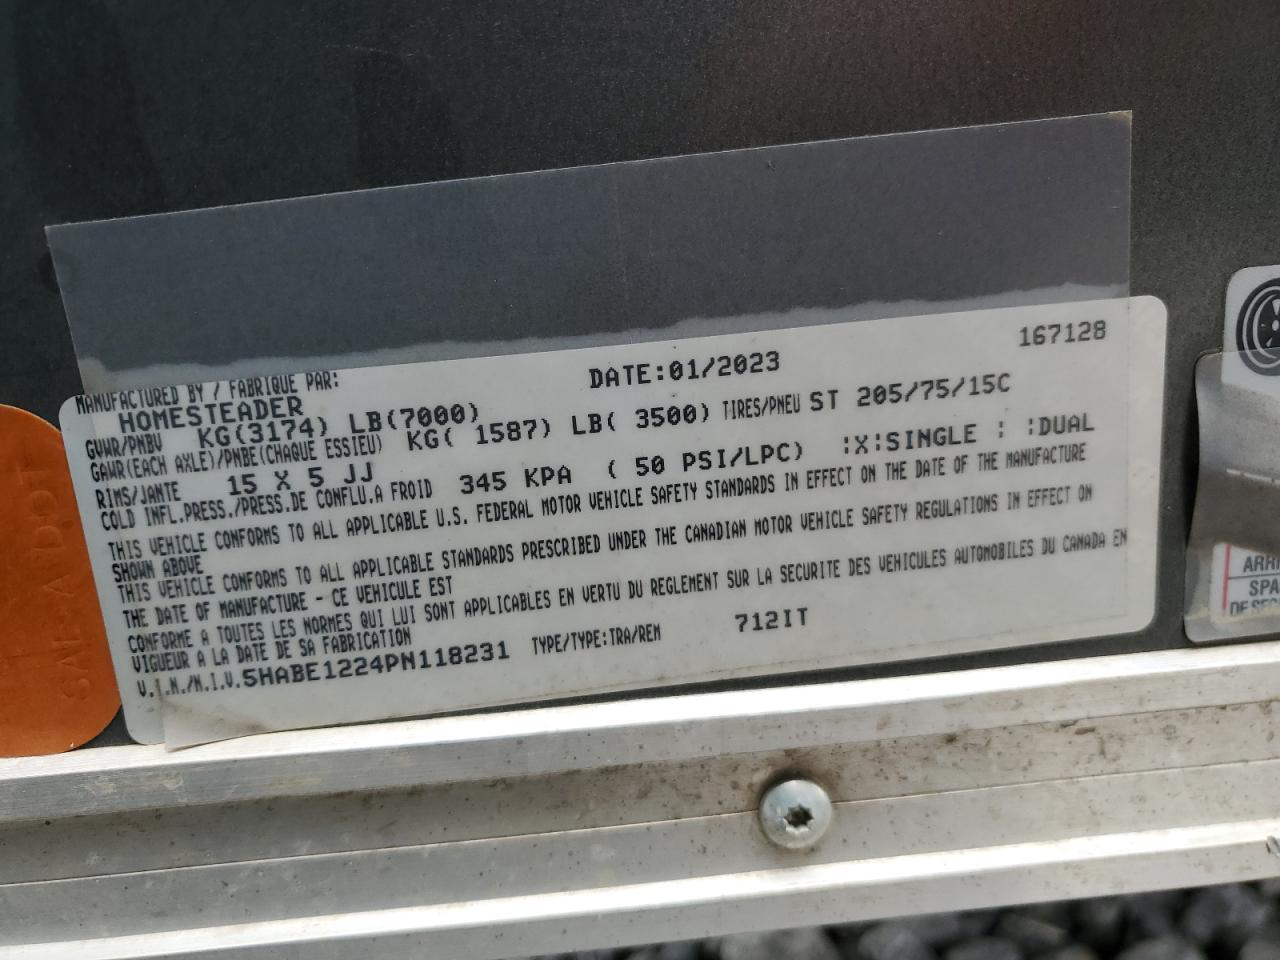 167128
MANUFACTURED BY / FABRIQUE PAR:
DATE:01/2023
HOMESTEADER
GVWR/PNBV KG(3174) LB(7000)
GAWR(EACH AXLE)/PNBE(CHAQUE ESSIEU) KG( 1587) LB( 3500) TIRES/PNEU ST 205/75/15C
RIMS/JANTE 15 X 5 JJ
COLD INFL.PRESS./PRESS.DE CONFLU.A FROID 345 KPA ( 50 PSI/LPC) :X:SINGLE : :DUAL
THIS VEHICLE CONFORMS TO ALL APPLICABLE U.S. FEDERAL MOTOR VEHICLE SAFETY STANDARDS IN EFFECT ON THE DATE OF THE MANUFACTURE
SHOWN ABOVE
THIS VEHICLE CONFORMS TO ALL APPLICABLE STANDARDS PRESCRIBED UNDER THE CANADIAN MOTOR VEHICLE SAFETY REGULATIONS IN EFFECT ON
THE DATE OF MANUFACTURE - CE VEHICULE EST
CONFORME A TOUTES LES NORMES QUI LUI SONT APPLICABLES EN VERTU DU REGLEMENT SUR LA SECURITE DES VEHICULES AUTOMOBILES DU CANADA EN
VIGUEUR A LA DATE DE SA FABRICATION
V.I.N./N.I.V.5HABE1224PN118231 TYPE/TYPE:TRA/REM 712IT
ARRI
SPA